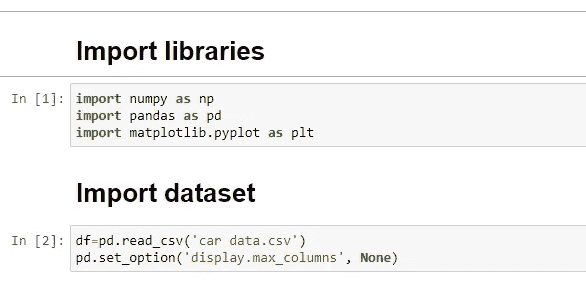 Import libraries
In [1]: import numpy as np
import pandas as pd
import matplotlib.pyplot as plt
Import dataset
In [2]: df=pd.read_csv('car data.csv')
pd.set_option('display.max_columns', None)